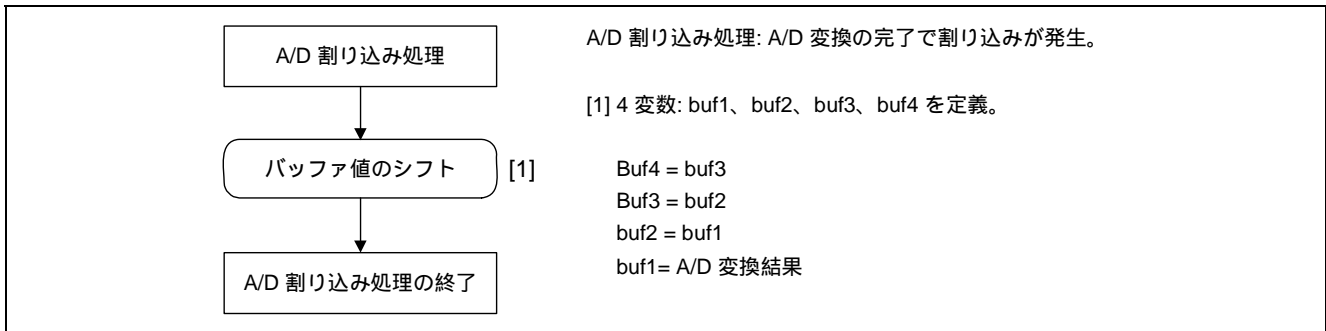 A/D 割り込み処理
バッファ値のシフト
[1]
A/D 割り込み処理の終了
A/D 割り込み処理: A/D 変換の完了で割り込みが発生。
[1] 4 変数: buf1、buf2、buf3、buf4 を定義。
Buf4 = buf3
Buf3 = buf2
buf2 = buf1
buf1= A/D 変換結果